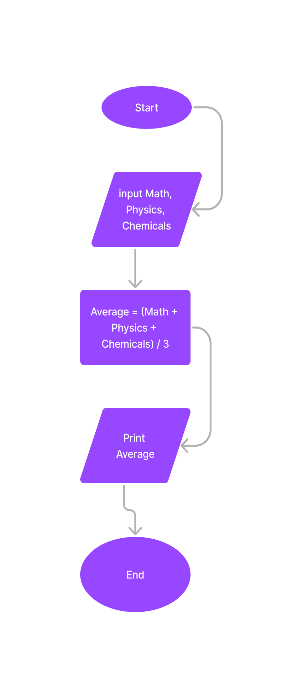 Start
input Math,
Physics,
Chemicals
Average = (Math +
Physics +
Chemicals) / 3
Print
Average
End